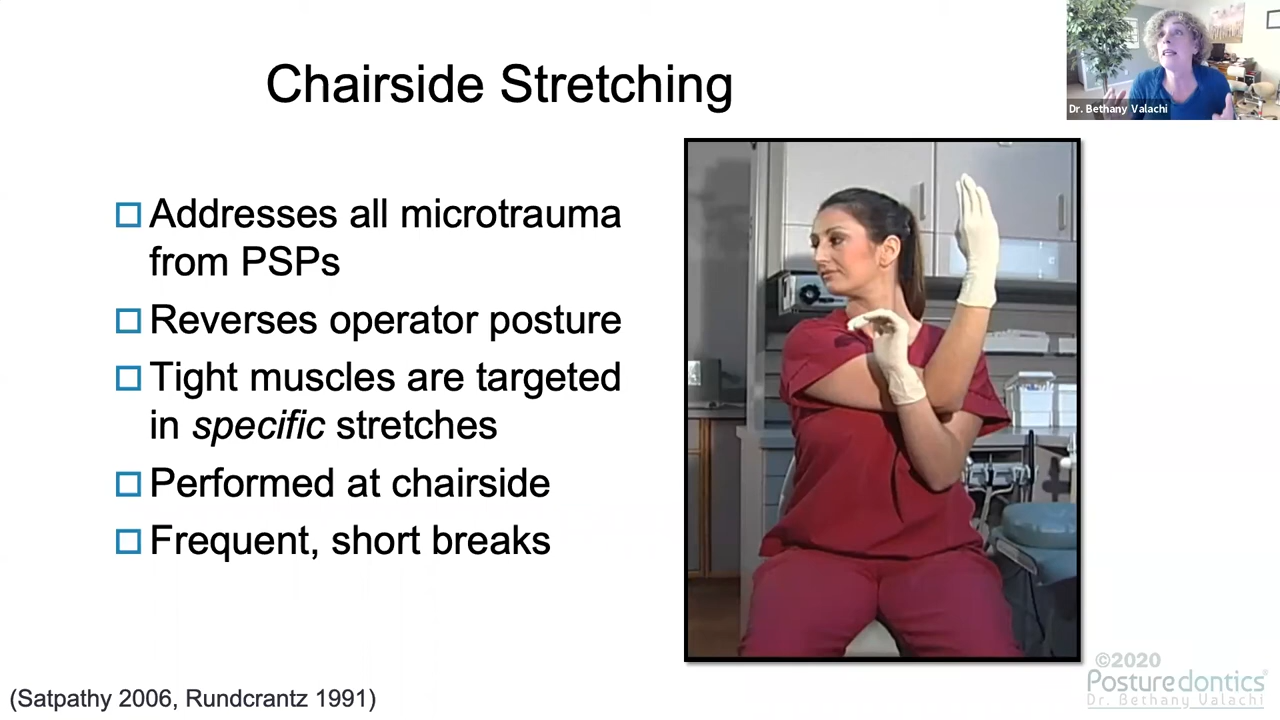 Chairside Stretching
Dr. Bethany Valachi
Addresses all microtrauma
from PSPs
Reverses operator posture
Tight muscles are targeted
in specific stretches
Performed at chairside
Frequent, short breaks
(Satpathy 2006, Rundcrantz 1991)
©2020
Posturedontics®
Dr. Bethany Valachi